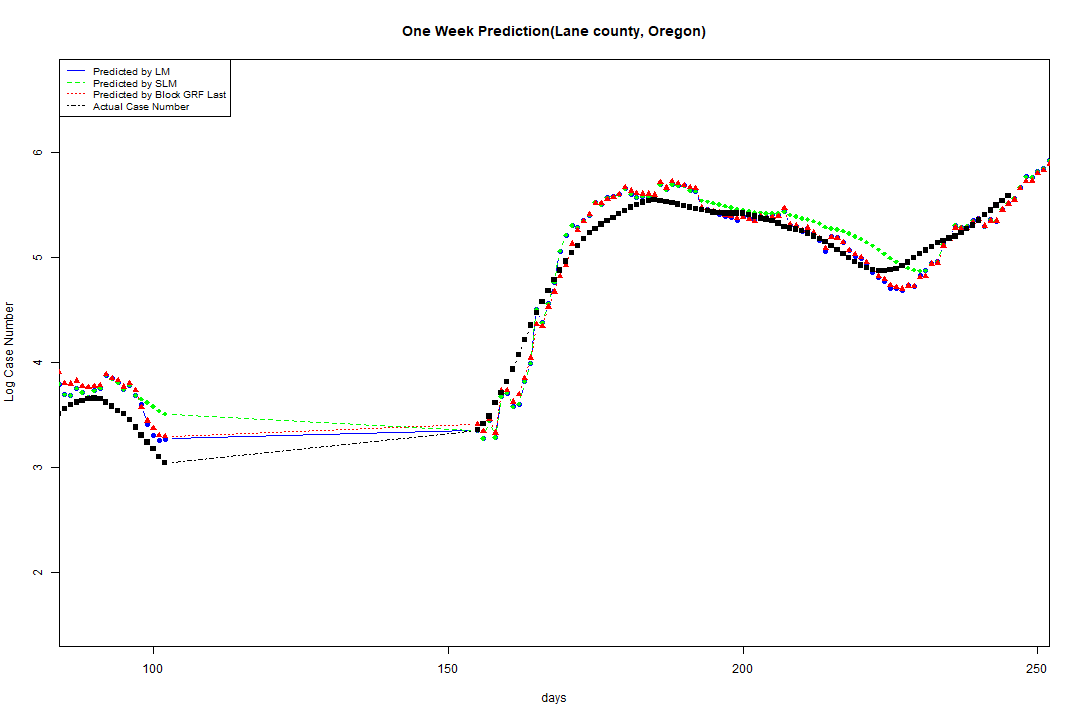 One Week Prediction(Lane county, Oregon)
Predicted by LM
Predicted by SLM
Predicted by Block GRF Last
Actual Case Number
6
5
4
3
2
Log Case Number
100
150
200
250
days